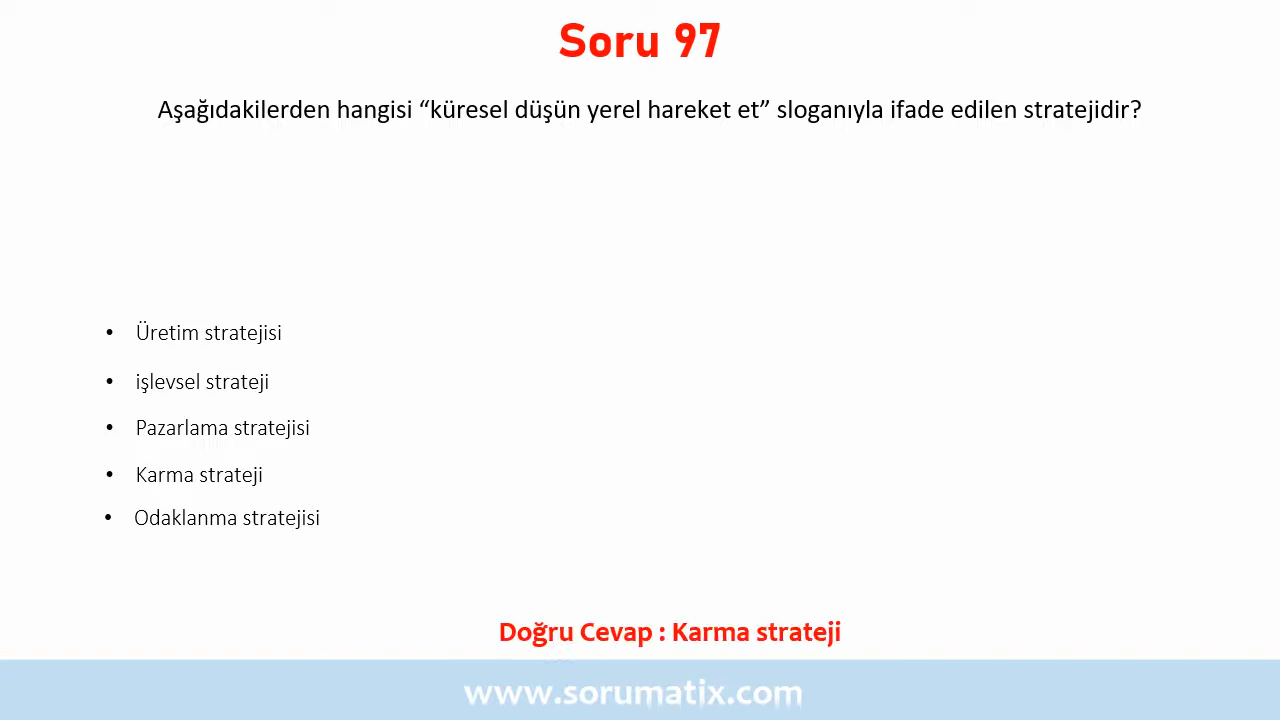 Soru 97
Aşağıdakilerden hangisi “küresel düşün yerel hareket et” sloganıyla ifade edilen stratejidir?
• Üretim stratejisi
• işlevsel strateji
• Pazarlama stratejisi
• Karma strateji
• Odaklanma stratejisi
Doğru Cevap : Karma strateji
www.sorumatix.com